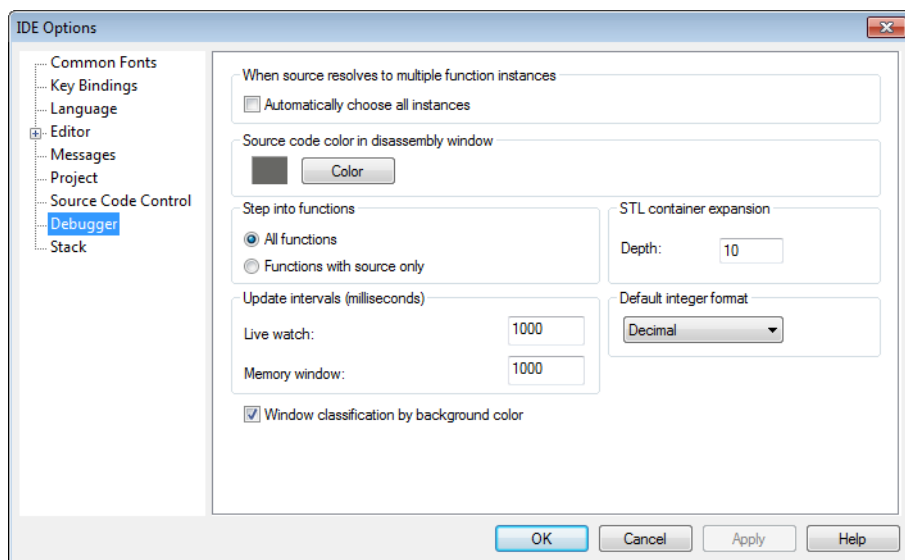 IDE Options
Common Fonts
Key Bindings
Language
Editor
Messages
Project
Source Code Control
Debugger
Stack
When source resolves to multiple function instances
Automatically choose all instances
Source code color in disassembly window
Color
Step into functions
All functions
Functions with source only
STL container expansion
Depth: 10
Update intervals (milliseconds)
Live watch: 1000
Memory window: 1000
Default integer format
Decimal
Window classification by background color
OK Cancel Apply Help